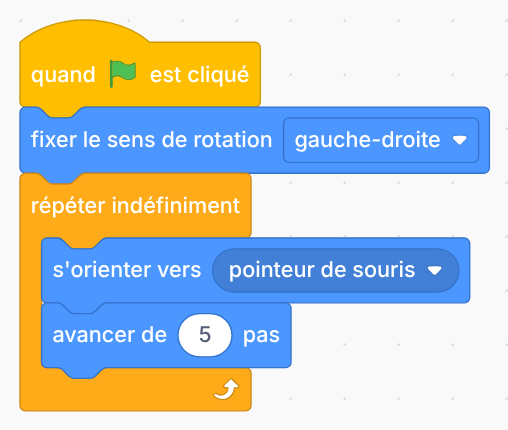 quand est cliqué
fixer le sens de rotation gauche-droite
répéter indéfiniment
s'orienter vers pointeur de souris
avancer de 5 pas